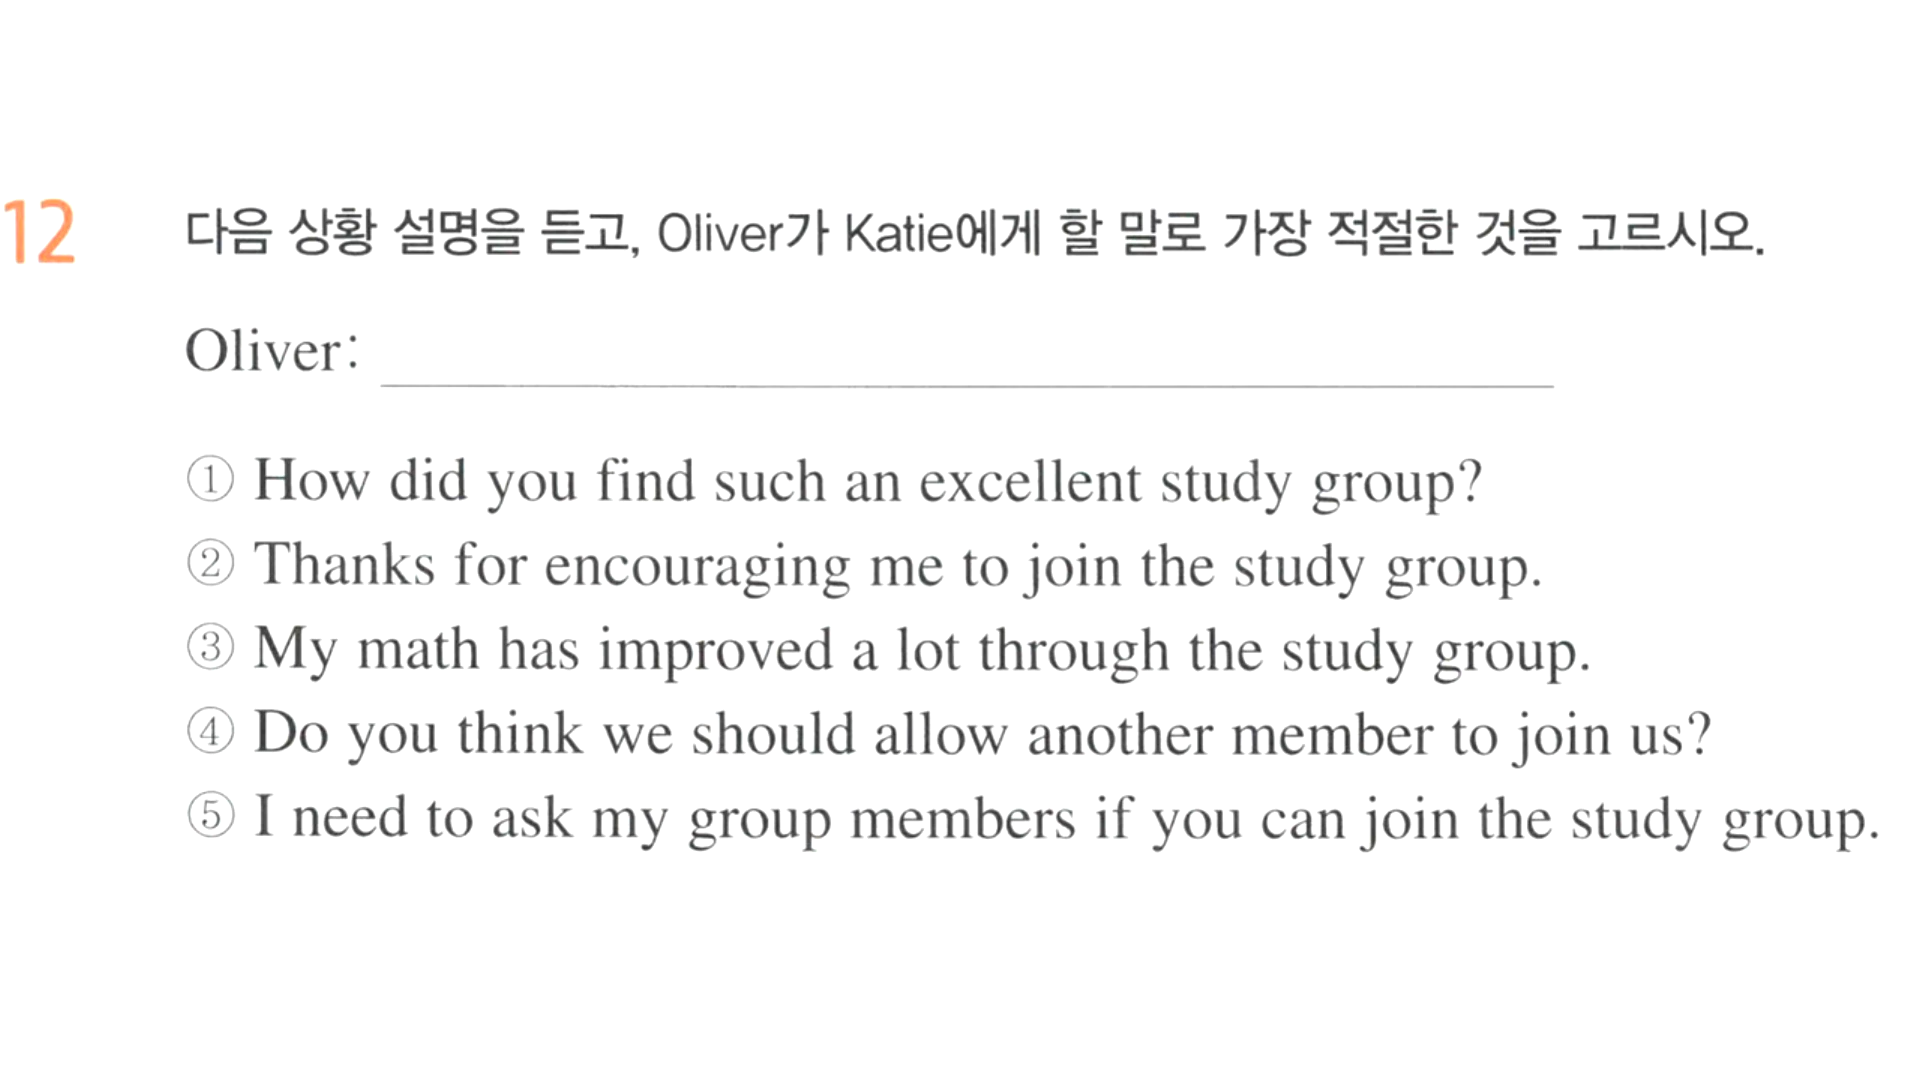 12 다음 상황 설명을 듣고, Oliver가 Katie에게 할 말로 가장 적절한 것을 고르시오.
Oliver:
① How did you find such an excellent study group?
② Thanks for encouraging me to join the study group.
③ My math has improved a lot through the study group.
④ Do you think we should allow another member to join us?
⑤ I need to ask my group members if you can join the study group.